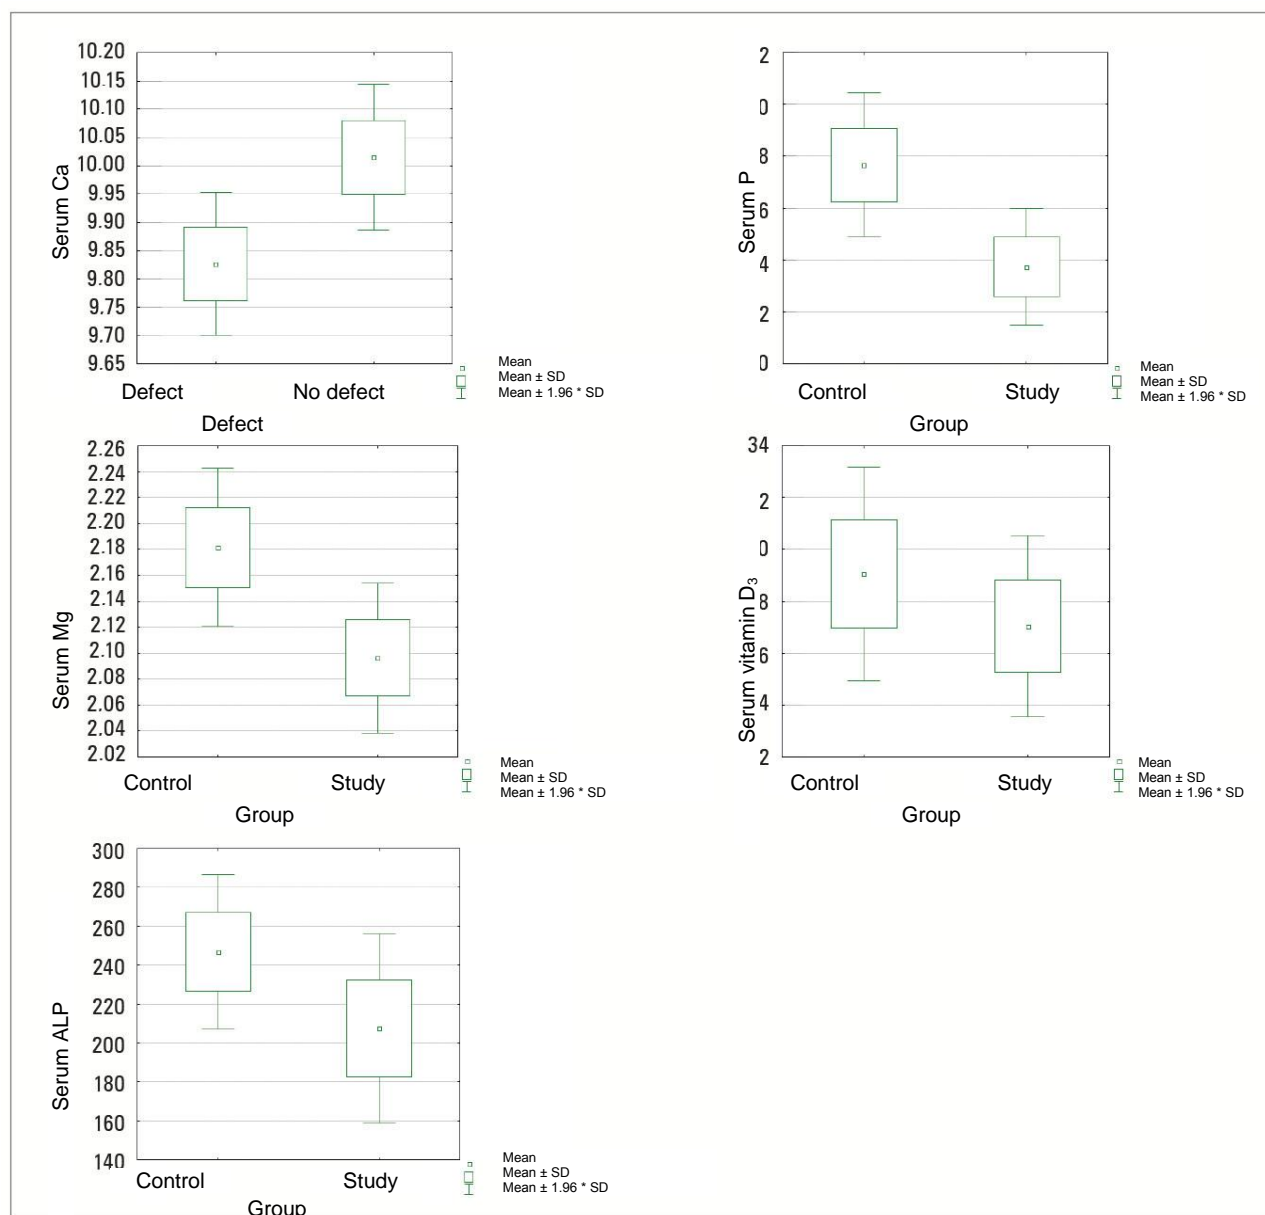 10.20
10.15
10.10
10.05
10.00
9.95
9.90
9.85
9.80
9.75
9.70
9.65
Serum Ca
Defect No defect
Defect
Mean
Mean ± SD
Mean ± 1.96 * SD
2
0
8
6
4
2
0
Serum P
Control Study
Group
Mean
Mean ± SD
Mean ± 1.96 * SD
2.26
2.24
2.22
2.20
2.18
2.16
2.14
2.12
2.10
2.08
2.06
2.04
2.02
Serum Mg
Control Study
Group
Mean
Mean ± SD
Mean ± 1.96 * SD
34
2
0
8
6
4
2
Serum vitamin D₃
Control Study
Group
Mean
Mean ± SD
Mean ± 1.96 * SD
300
280
260
240
220
200
180
160
140
Serum ALP
Control Study
Group
Mean
Mean ± SD
Mean ± 1.96 * SD